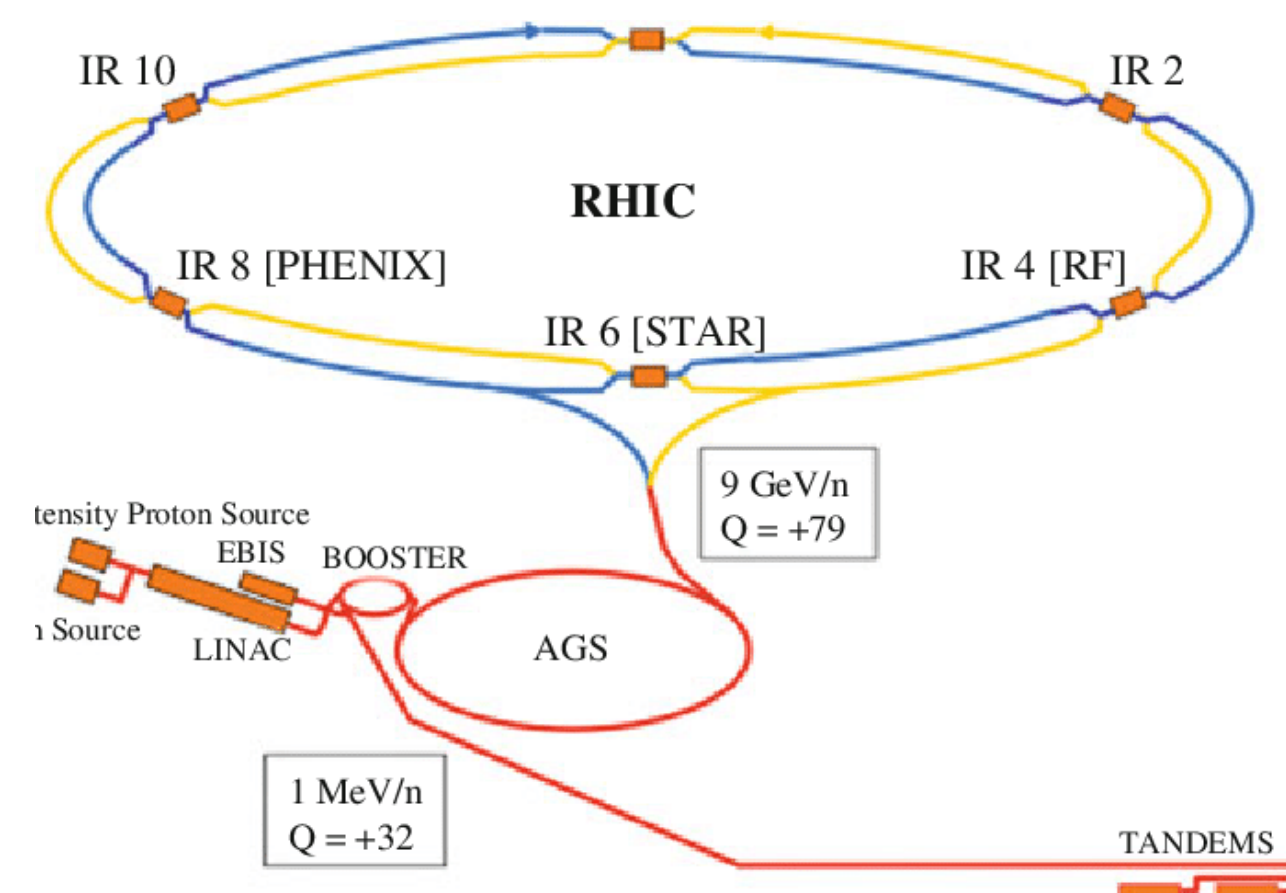 IR 10
IR 2
RHIC
IR 8 [PHENIX]
IR 4 [RF]
IR 6 [STAR]
9 GeV/n
Q = +79
tensity Proton Source
EBIS
BOOSTER
n Source
LINAC
AGS
1 MeV/n
Q = +32
TANDEMS